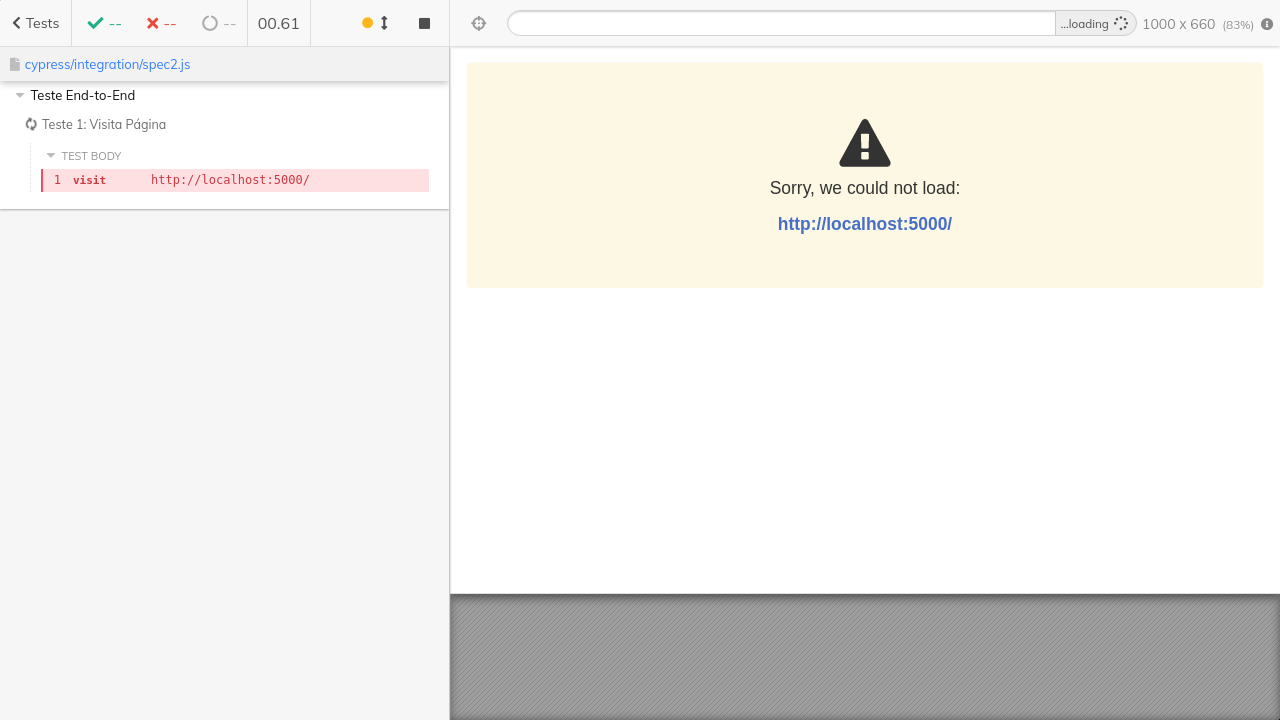 Tests
--
--
--
00.61
...loading
1000 x 660 (83%)
cypress/integration/spec2.js
Teste End-to-End
Teste 1: Visita Página
TEST BODY
1 visit http://localhost:5000/
Sorry, we could not load:
http://localhost:5000/